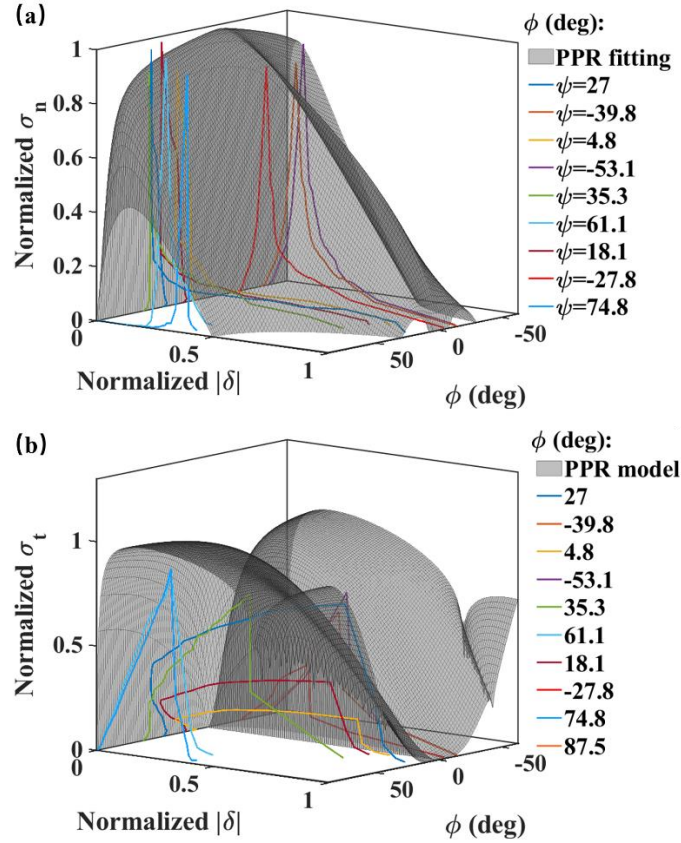 (a)
ϕ (deg):
PPR fitting
ψ=27
ψ=-39.8
ψ=4.8
ψ=-53.1
ψ=35.3
ψ=61.1
ψ=18.1
ψ=-27.8
ψ=74.8
Normalized σn
1
0.8
0.6
0.4
0.2
0
0
0.5
1
Normalized |δ|
50
0
-50
ϕ (deg)
(b)
ϕ (deg):
PPR model
27
-39.8
4.8
-53.1
35.3
61.1
18.1
-27.8
74.8
87.5
Normalized σt
1
0.5
0
0
0.5
1
Normalized |δ|
50
0
-50
ϕ (deg)